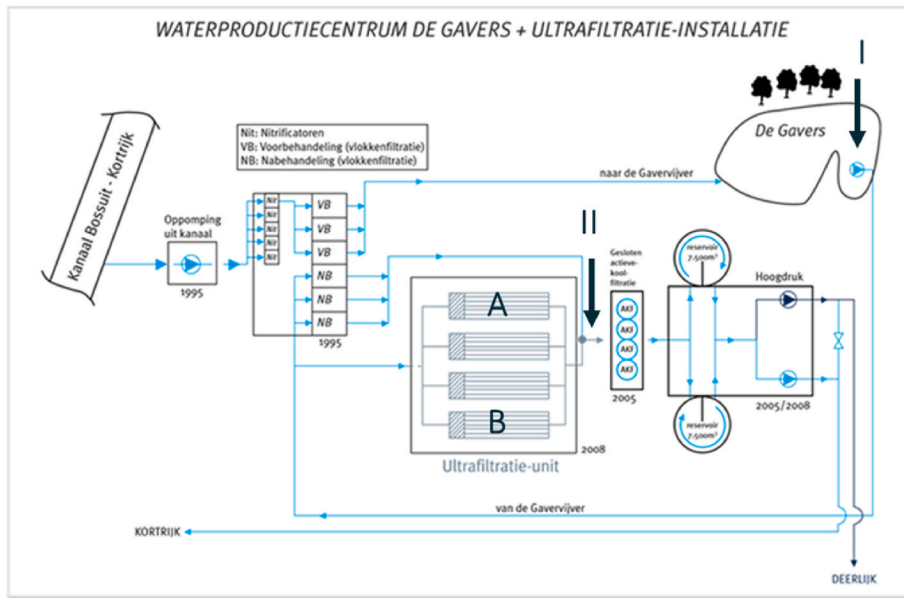 WATERPRODUCTIECENTRUM DE GAVERS + ULTRAFILTRATIE-INSTALLATIE
I
De Gavers
Nit: Nitrificatoren
VB: Voorbehandeling (vlokkenfiltratie)
NB: Nabehandeling (vlokkenfiltratie)
naar de Gavervijver
Kanaal Bossuit - Kortrijk
Oppomping
uit kanaal
1995
Nit
Nit
Nit
Nit
Nit
VB
VB
VB
NB
NB
NB
1995
II
A
B
2008
Ultrafiltratie-unit
Gesloten
actieve-
kool-
filtratie
AKF
AKF
AKF
AKF
2005
reservoir
7.500m³
Hoogdruk
reservoir
7.500m³
2005/2008
van de Gavervijver
KORTRIJK
DEERLIJK